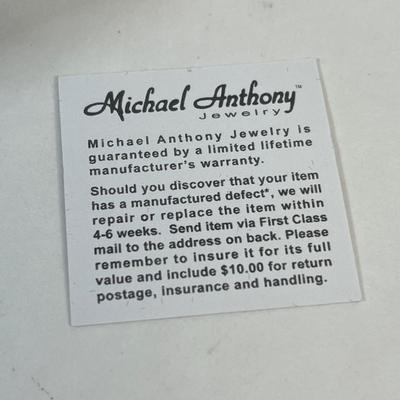 Michael Anthony™
Jewelry
Michael Anthony Jewelry is
guaranteed by a limited lifetime
manufacturer's warranty.
Should you discover that your item
has a manufactured defect*, we will
repair or replace the item within
4-6 weeks. Send item via First Class
mail to the address on back. Please
remember to insure it for its full
value and include $10.00 for return
postage, insurance and handling.